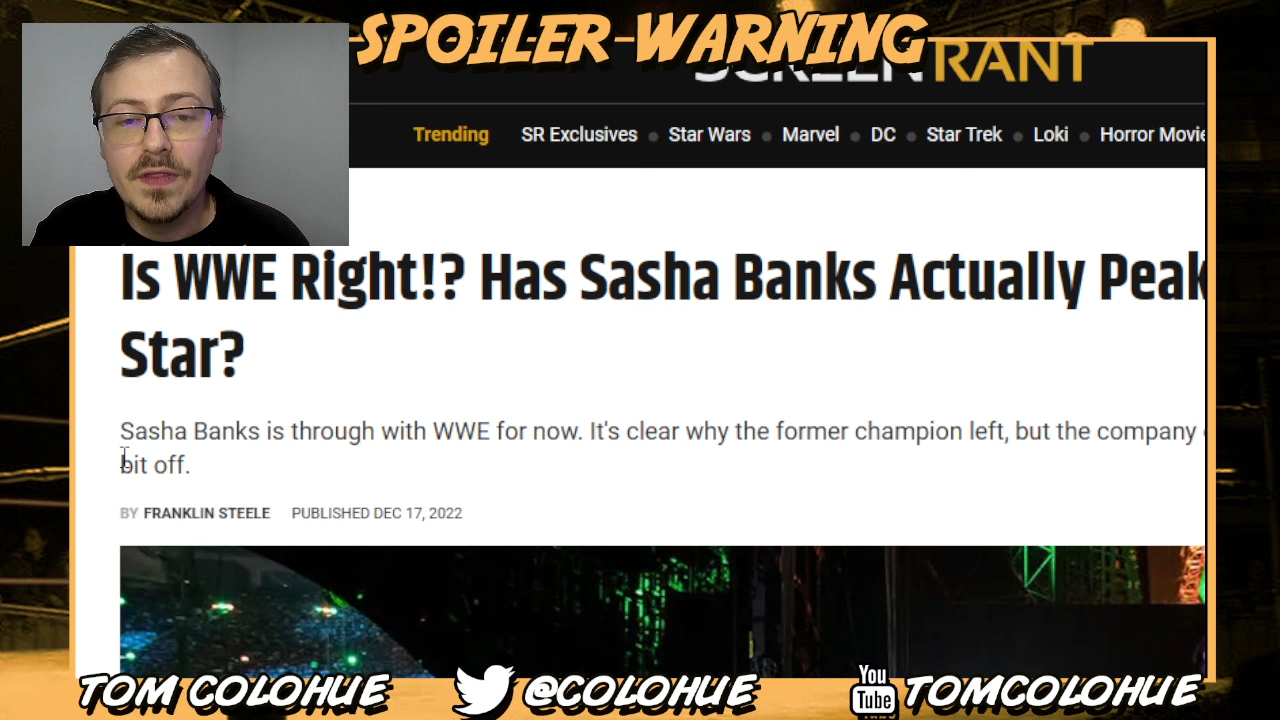 SPOILER-WARNING
SCREENRANT
Trending SR Exclusives Star Wars Marvel DC Star Trek Loki Horror Movie
Is WWE Right!? Has Sasha Banks Actually Peak
Star?
Sasha Banks is through with WWE for now. It's clear why the former champion left, but the company
bit off.
BY FRANKLIN STEELE PUBLISHED DEC 17, 2022
TOM COLOHUE @COLOHUE You Tube TOMCOLOHUE